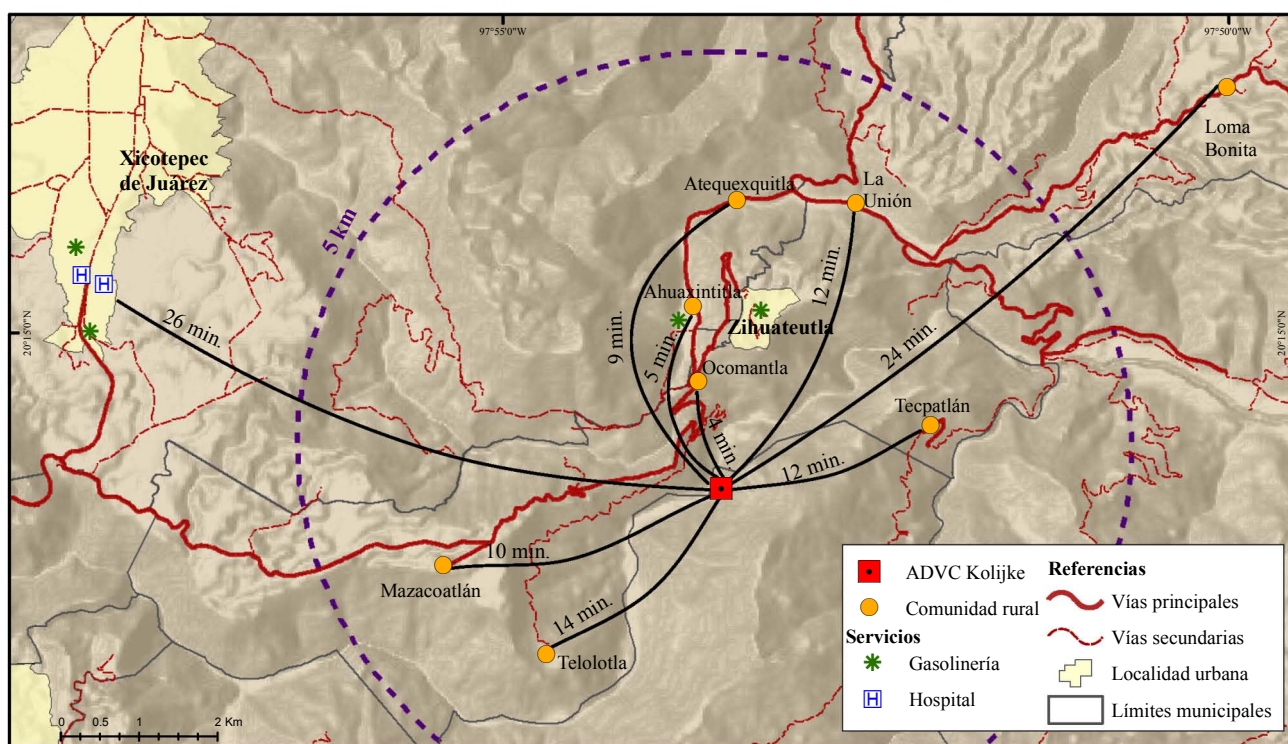 97°55'0"W
97°50'0"W
Loma
Bonita
Xicotepec
de Juárez
Atequexquitla
La
Unión
5 km
12 min.
Ahuaxintitla
Zihuateutla
26 min.
9 min.
5 min.
24 min.
20°15'0"N
20°15'0"N
Ocomantla
4 min.
Tecpatlán
12 min.
10 min.
Mazacoatlán
14 min.
Telolotla
H
H
ADVC Kolijke
Comunidad rural
Servicios
Gasolinería
H
Hospital
Referencias
Vías principales
Vías secundarias
Localidad urbana
Límites municipales
0 0.5 1 2 Km